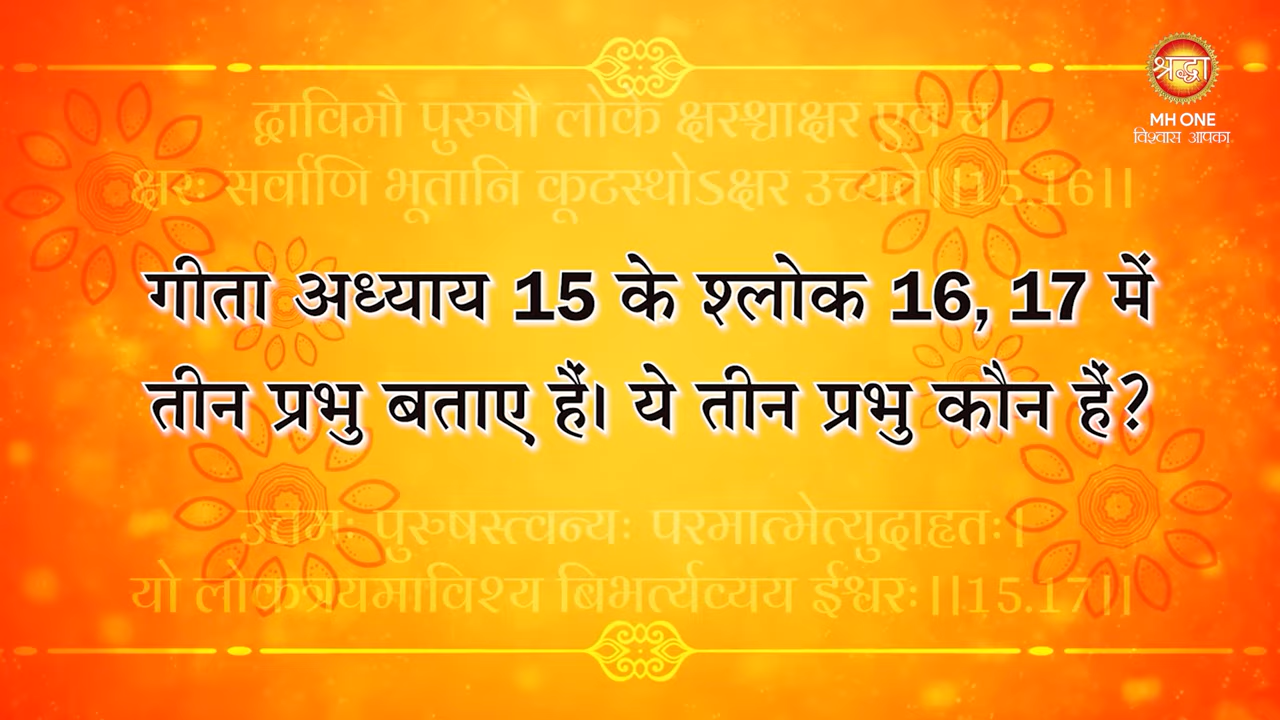 श्रद्धा
MH ONE
विश्वास आपका
द्वाविमौ पुरुषौ लोके क्षरश्चाक्षर एव च।
क्षरः सर्वाणि भूतानि कूटस्थोऽक्षर उच्यते।।15.16।।
गीता अध्याय 15 के श्लोक 16, 17 में
तीन प्रभु बताए हैं। ये तीन प्रभु कौन हैं?
उत्तमः पुरुषस्त्वन्यः परमात्मेत्युदाहृतः।
यो लोकत्रयमाविश्य बिभर्त्यव्यय ईश्वरः।।15.17।।